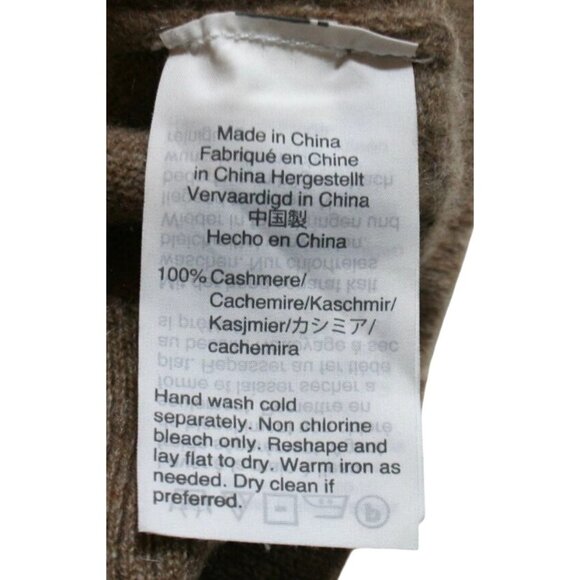 Made in China
Fabriqué en Chine
in China Hergestellt
Vervaardigd in China
中国製
Hecho en China
100% Cashmere/
Cachemire/Kaschmir/
Kasjmier/カシミア/
cachemira
Hand wash cold
separately. Non chlorine
bleach only. Reshape and
lay flat to dry. Warm iron as
needed. Dry clean if
preferred.